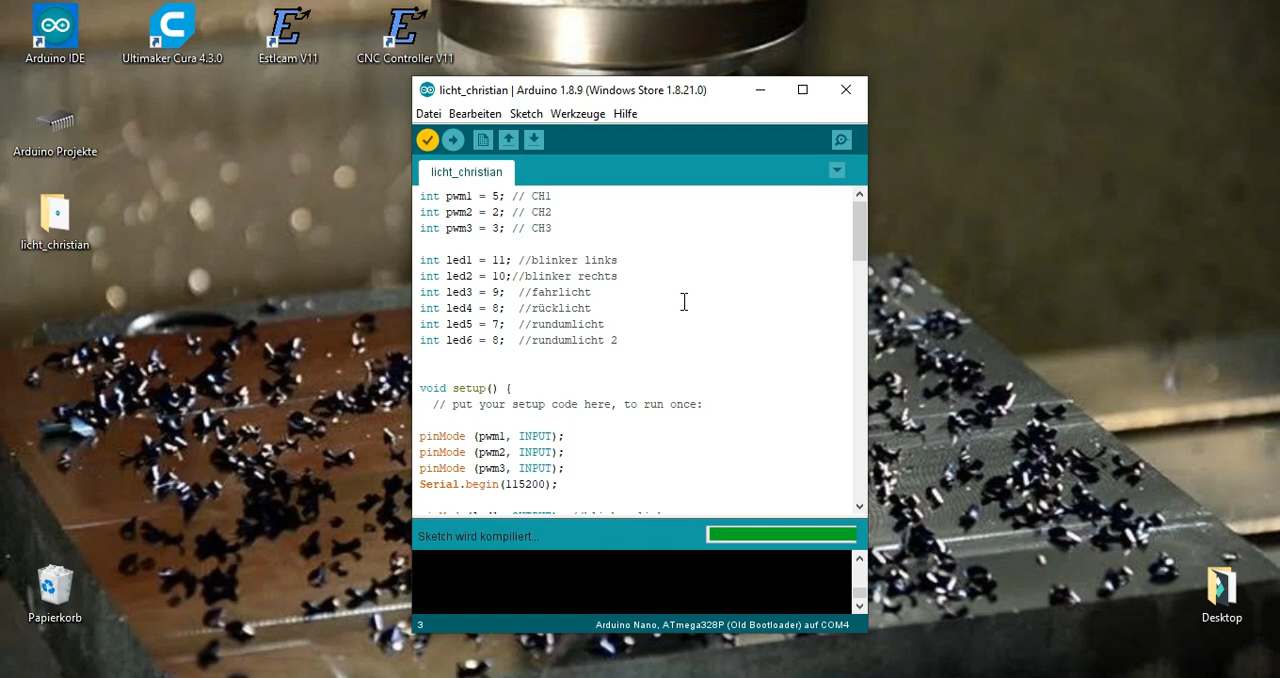 Arduino IDE
Ultimaker Cura 4.3.0
Estlcam V11
CNC Controller V11
Arduino Projekte
licht_christian
Papierkorb
Desktop
licht_christian | Arduino 1.8.9 (Windows Store 1.8.21.0)
Datei Bearbeiten Sketch Werkzeuge Hilfe
licht_christian
int pwm1 = 5; // CH1
int pwm2 = 2; // CH2
int pwm3 = 3; // CH3
int led1 = 11; //blinker links
int led2 = 10;//blinker rechts
int led3 = 9;  //fahrlicht
int led4 = 8;  //rücklicht
int led5 = 7;  //rundumlicht
int led6 = 8;  //rundumlicht 2
void setup() {
// put your setup code here, to run once:
pinMode (pwm1, INPUT);
pinMode (pwm2, INPUT);
pinMode (pwm3, INPUT);
Serial.begin(115200);
Sketch wird kompiliert...
3
Arduino Nano, ATmega328P (Old Bootloader) auf COM4